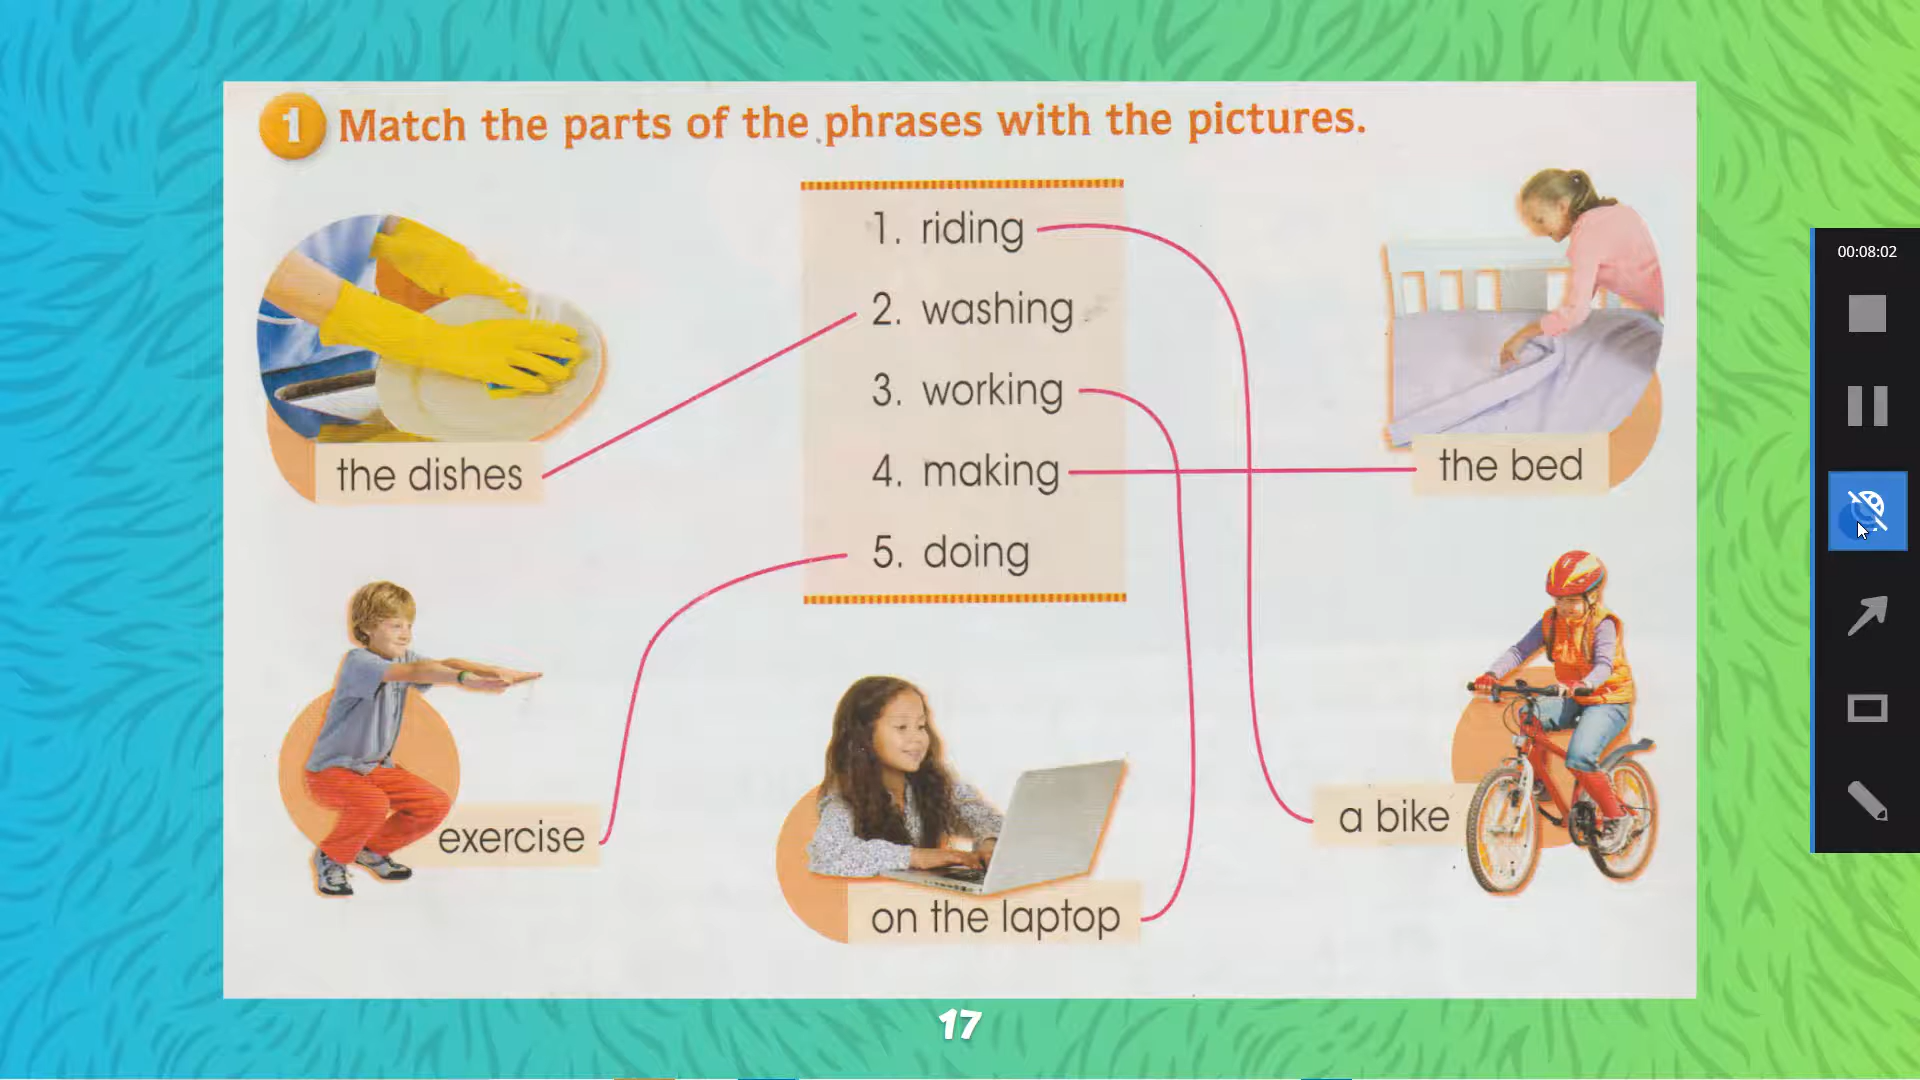 1 Match the parts of the phrases with the pictures.
1. riding
2. washing
3. working
4. making
5. doing
the dishes
the bed
exercise
on the laptop
a bike
17
00:08:02